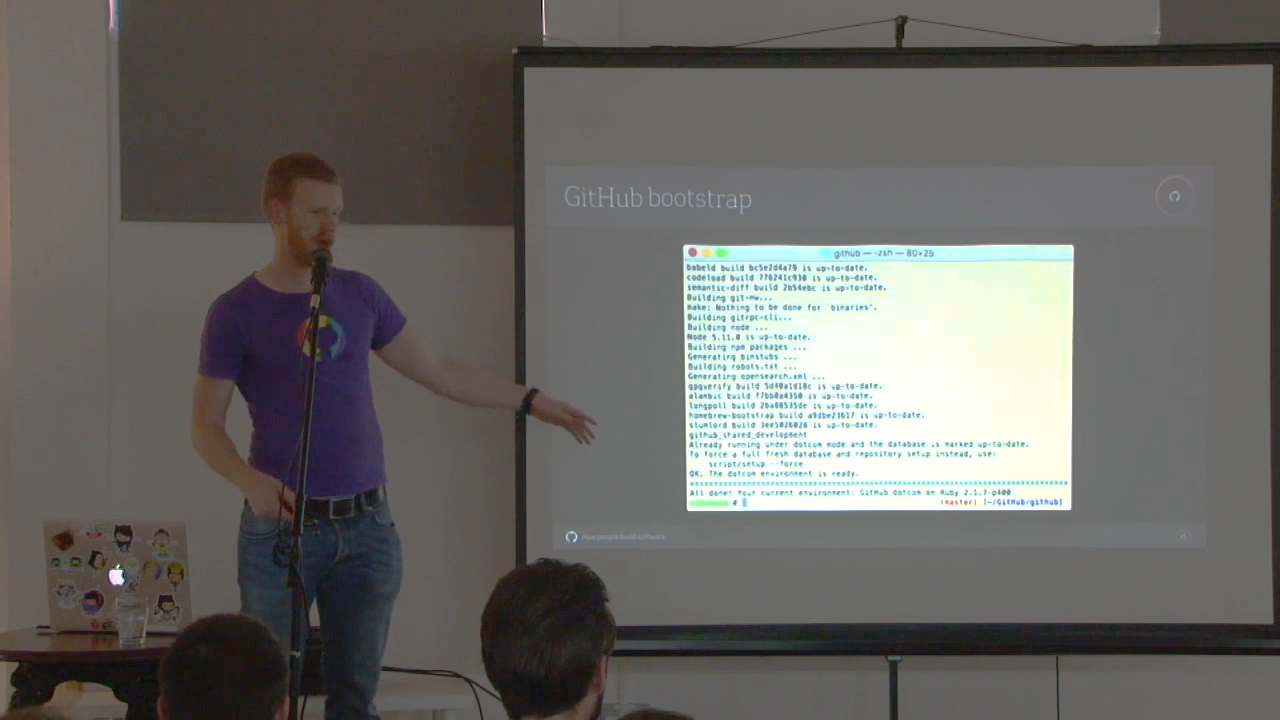 GitHub bootstrap
github — -zsh — 80×25
babeld build bc5e2d4a79 is up-to-date.
codeload build 776241c930 is up-to-date.
semantic-diff build 2b54ebc is up-to-date.
Building git-nw...
make: Nothing to be done for `binaries'.
Building gitrpc-cli...
Building node ...
Node 5.11.0 is up-to-date.
Building npm packages ...
Generating binstubs ...
Building robots.txt ...
Generating opensearch.xml ...
gpgverify build 5d40a1d18c is up-to-date.
alambic build f7bb0a4350 is up-to-date.
longpoll build 2ba08535de is up-to-date.
homebrew-bootstrap build a9dbe23617 is up-to-date.
slumlord build 3ee5026028 is up-to-date.
github_shared_development
Already running under dotcom mode and the database is marked up-to-date.
To force a full fresh database and repository setup instead, use:
script/setup --force
OK. The dotcom environment is ready.
All done! Your current environment: GitHub dotcom on Ruby 2.1.7-p400
# (master) [~/GitHub/github]
How people build software